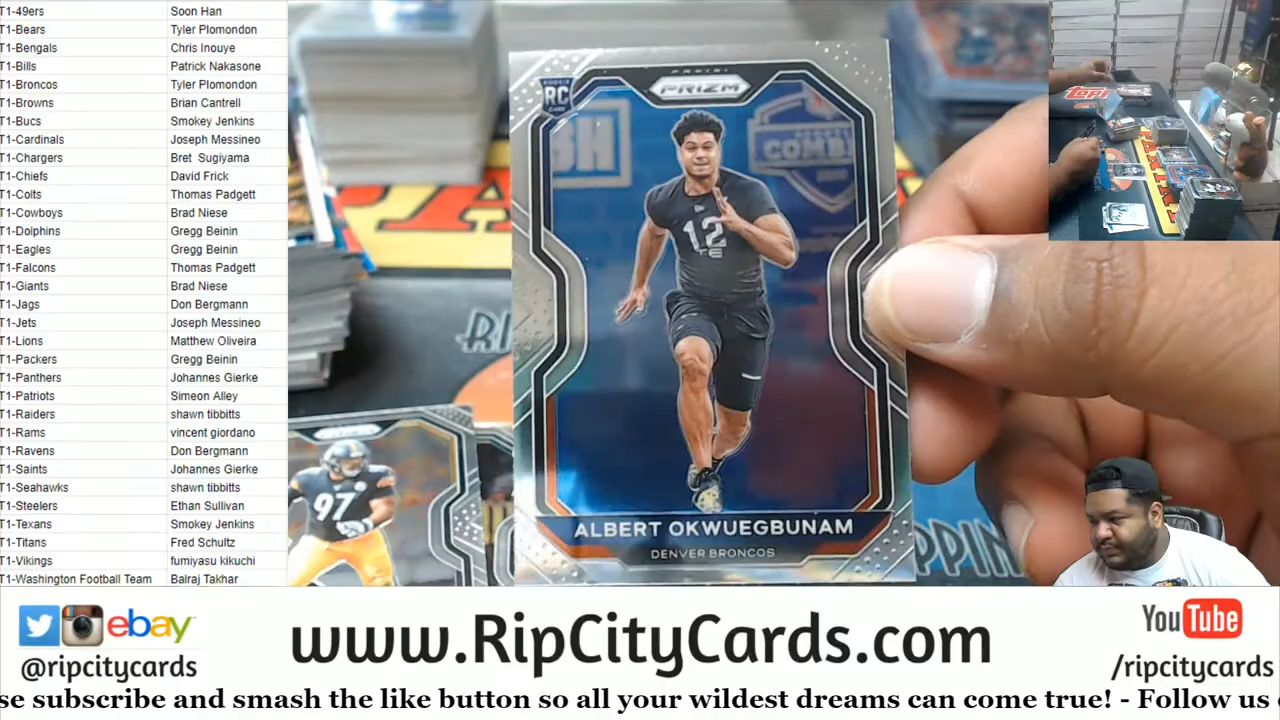 T1-49ers Soon Han
T1-Bears Tyler Plomondon
T1-Bengals Chris Inouye
T1-Bills Patrick Nakasone
T1-Broncos Tyler Plomondon
T1-Browns Brian Cantrell
T1-Bucs Smokey Jenkins
T1-Cardinals Joseph Messineo
T1-Chargers Bret Sugiyama
T1-Chiefs David Frick
T1-Colts Thomas Padgett
T1-Cowboys Brad Niese
T1-Dolphins Gregg Beinin
T1-Eagles Gregg Beinin
T1-Falcons Thomas Padgett
T1-Giants Brad Niese
T1-Jags Don Bergmann
T1-Jets Joseph Messineo
T1-Lions Matthew Oliveira
T1-Packers Gregg Beinin
T1-Panthers Johannes Gierke
T1-Patriots Simeon Alley
T1-Raiders shawn tibbitts
T1-Rams vincent giordano
T1-Ravens Don Bergmann
T1-Saints Johannes Gierke
T1-Seahawks shawn tibbitts
T1-Steelers Ethan Sullivan
T1-Texans Smokey Jenkins
T1-Titans Fred Schultz
T1-Vikings fumiyasu kikuchi
T1-Washington Football Team Balraj Takhar
RC
PANINI
PRIZM
SH
COMB
12
TE
ALBERT OKWUEGBUNAM
DENVER BRONCOS
97
RI
PPIN
Topps
ebay
@ripcitycards
www.RipCityCards.com
YouTube
/ripcitycards
se subscribe and smash the like button so all your wildest dreams can come true! - Follow us